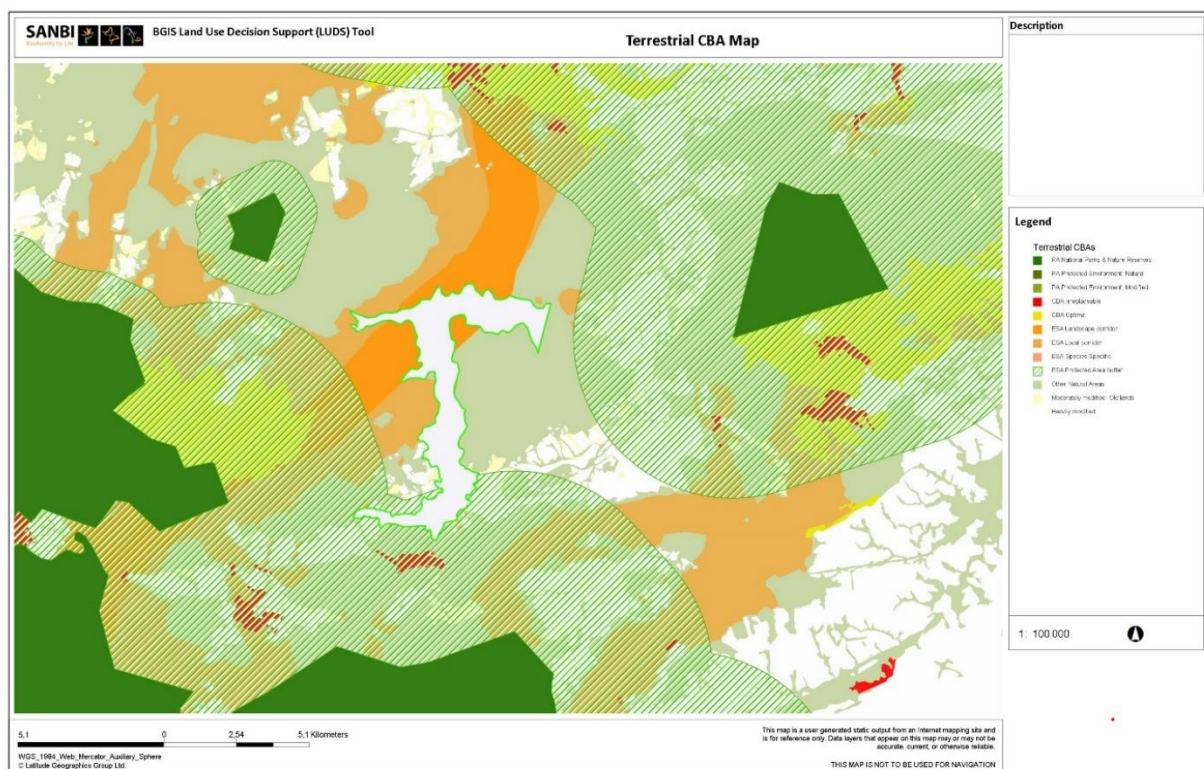 SANBI
Biodiversity for Life
BGIS Land Use Decision Support (LUDS) Tool
Terrestrial CBA Map
Description
Legend
Terrestrial CBAs
PA National Parks & Nature Reserves
PA Protected Environment: Natural
PA Protected Environment: Modified
CBA Irreplaceable
CBA Optimal
ESA Landscape corridor
ESA Local corridor
ESA Species Specific
ESA Protected Area buffer
Other Natural Areas
Moderately modified - Old lands
Heavily modified
1: 100 000
5,1 0 2,54 5,1 Kilometers
WGS_1984_Web_Mercator_Auxiliary_Sphere
© Latitude Geographics Group Ltd.
This map is a user generated static output from an Internet mapping site and
is for reference only. Data layers that appear on this map may or may not be
accurate, current, or otherwise reliable.
THIS MAP IS NOT TO BE USED FOR NAVIGATION